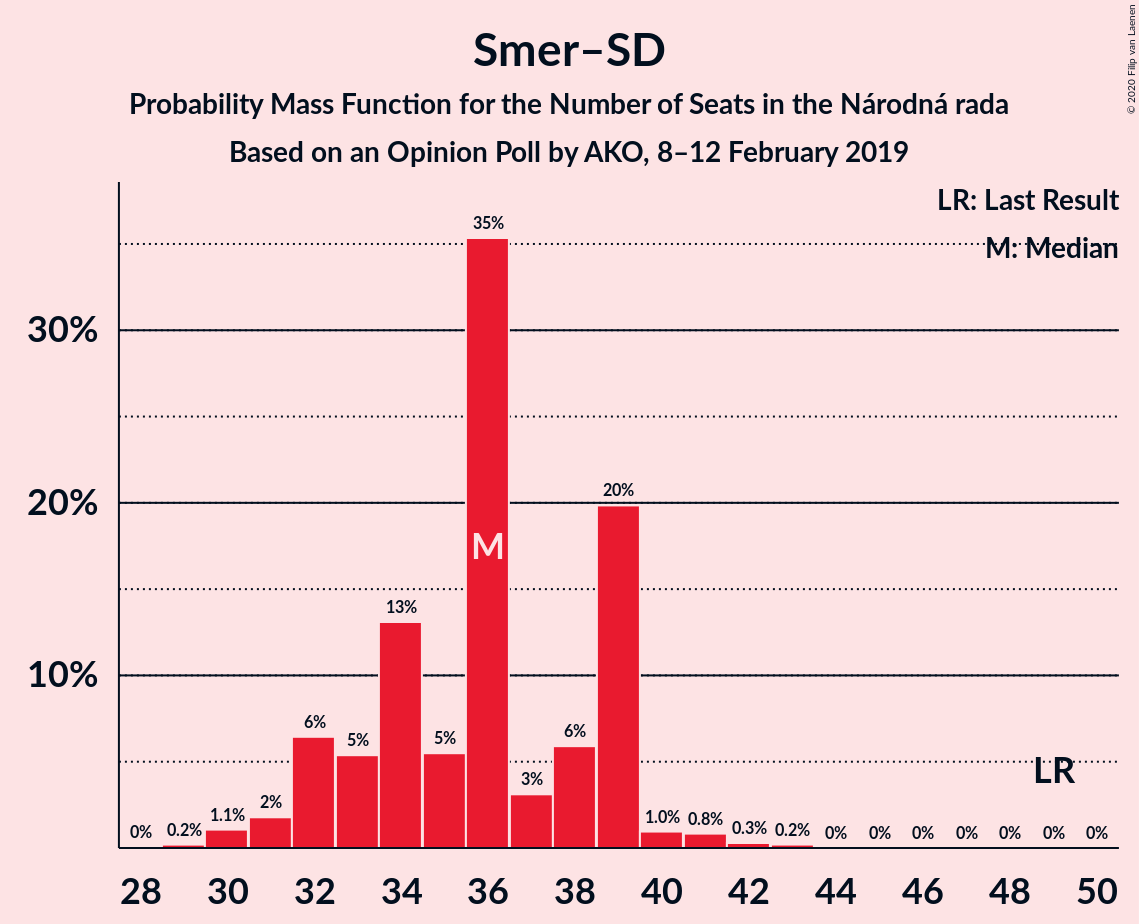 Smer–SD
Probability Mass Function for the Number of Seats in the Národná rada
Based on an Opinion Poll by AKO, 8–12 February 2019
© 2020 Filip van Laenen
LR: Last Result
M: Median
30%
20%
10%
0%
0.2%
1.1%
2%
6%
5%
13%
5%
35%
3%
6%
20%
1.0%
0.8%
0.3%
0.2%
0%
0%
0%
0%
0%
0%
0%
M
LR
28 30 32 34 36 38 40 42 44 46 48 50